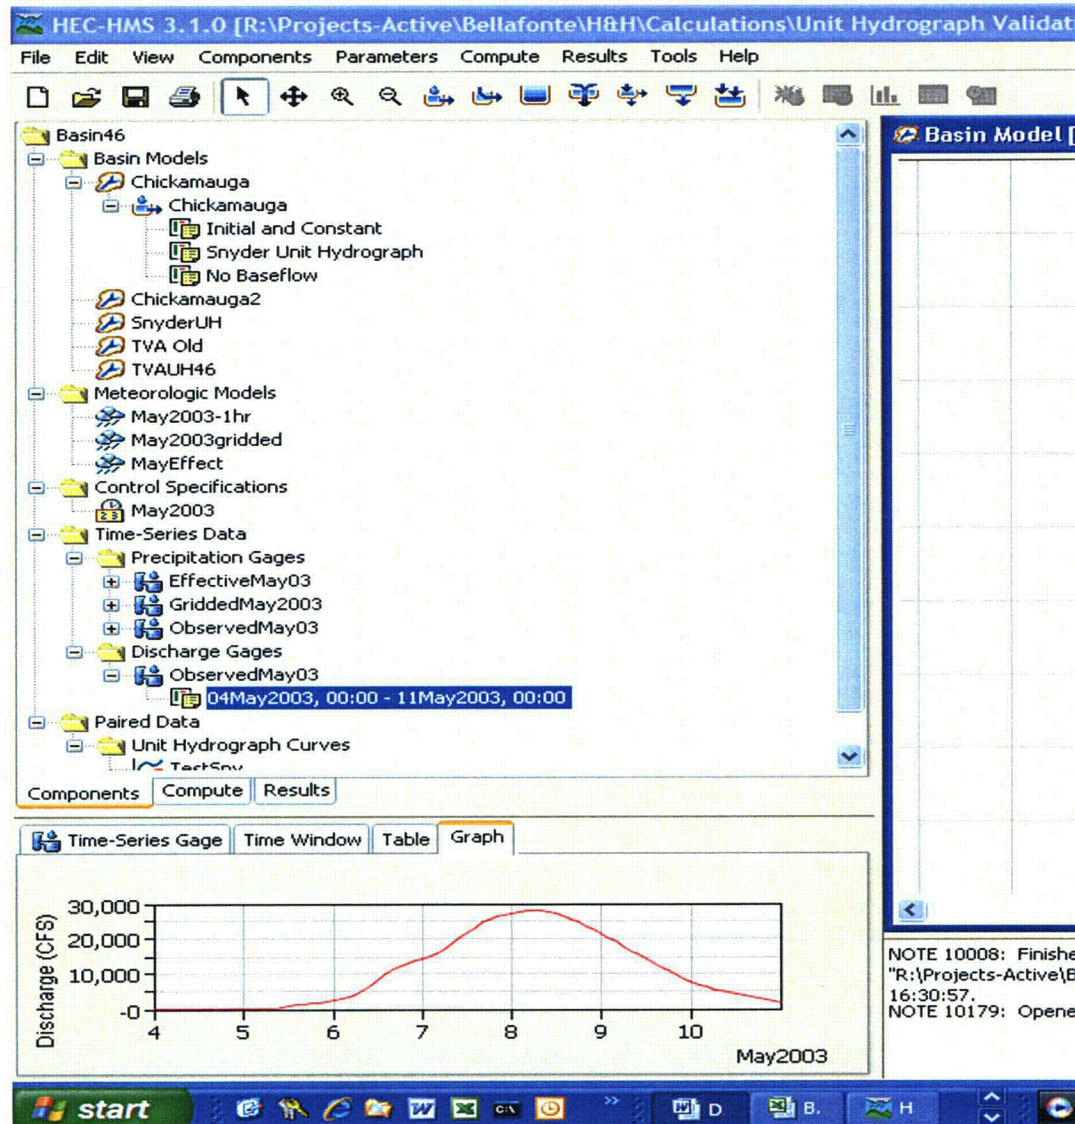 HEC-HMS 3.1.0 [R:\Projects-Active\Bellafonte\H&H\Calculations\Unit Hydrograph Validat
File Edit View Components Parameters Compute Results Tools Help
Basin46
Basin Models
Chickamauga
Chickamauga
Initial and Constant
Snyder Unit Hydrograph
No Baseflow
Chickamauga2
SnyderUH
TVA Old
TVAUH46
Meteorologic Models
May2003-1hr
May2003gridded
MayEffect
Control Specifications
May2003
Time-Series Data
Precipitation Gages
EffectiveMay03
GriddedMay2003
ObservedMay03
Discharge Gages
ObservedMay03
04May2003, 00:00 - 11May2003, 00:00
Paired Data
Unit Hydrograph Curves
TestSny
Components Compute Results
Time-Series Gage Time Window Table Graph
Discharge (CFS)
30,000
20,000
10,000
-0
4 5 6 7 8 9 10
May2003
Basin Model [
NOTE 10008: Finishe
"R:\Projects-Active\B
16:30:57.
NOTE 10179: Opene
start W X C:\ O » W D B. H